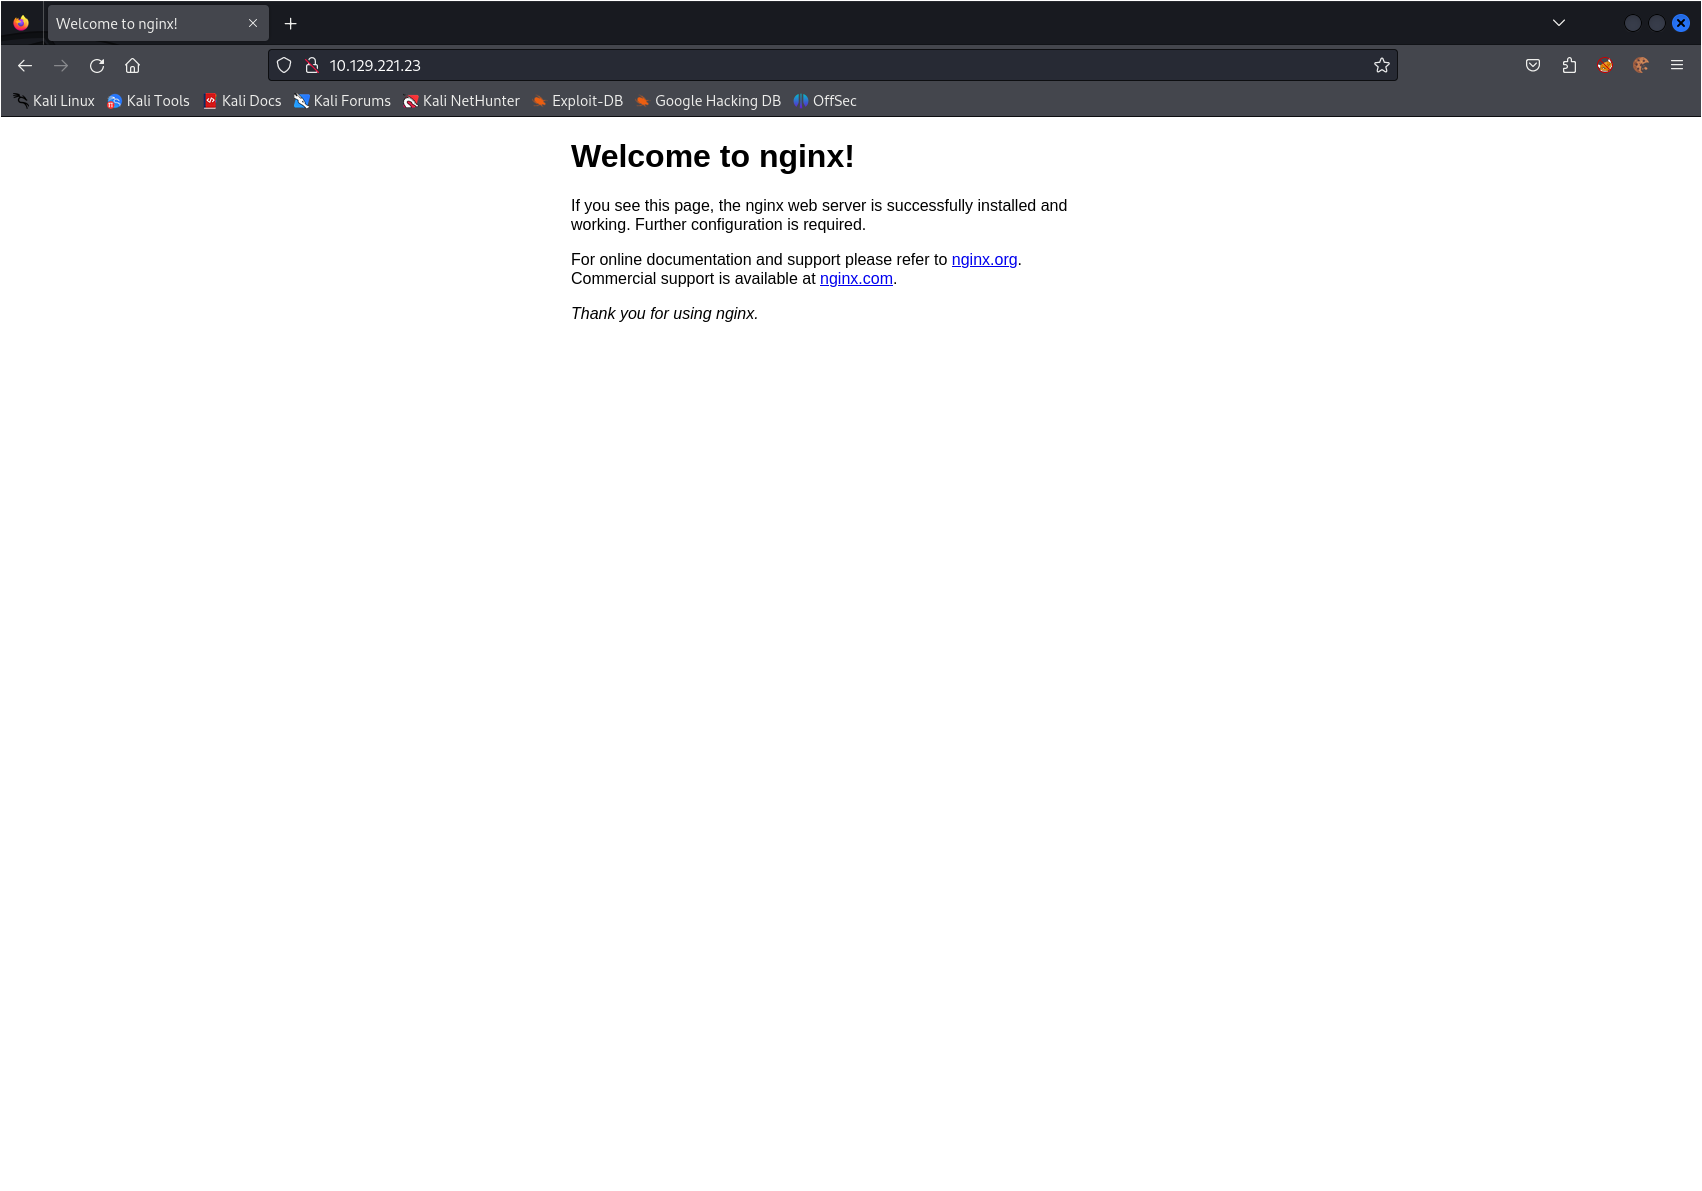 Welcome to nginx!
10.129.221.23
Kali Linux Kali Tools Kali Docs Kali Forums Kali NetHunter Exploit-DB Google Hacking DB OffSec
Welcome to nginx!
If you see this page, the nginx web server is successfully installed and
working. Further configuration is required.
For online documentation and support please refer to nginx.org.
Commercial support is available at nginx.com.
Thank you for using nginx.